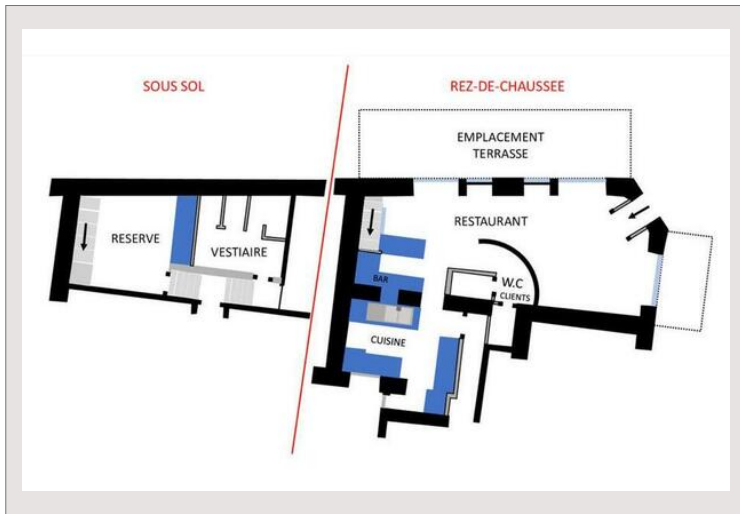 SOUS SOL
REZ-DE-CHAUSSEE
EMPLACEMENT
TERRASSE
RESTAURANT
RESERVE
VESTIAIRE
BAR
W.C
CLIENTS
CUISINE